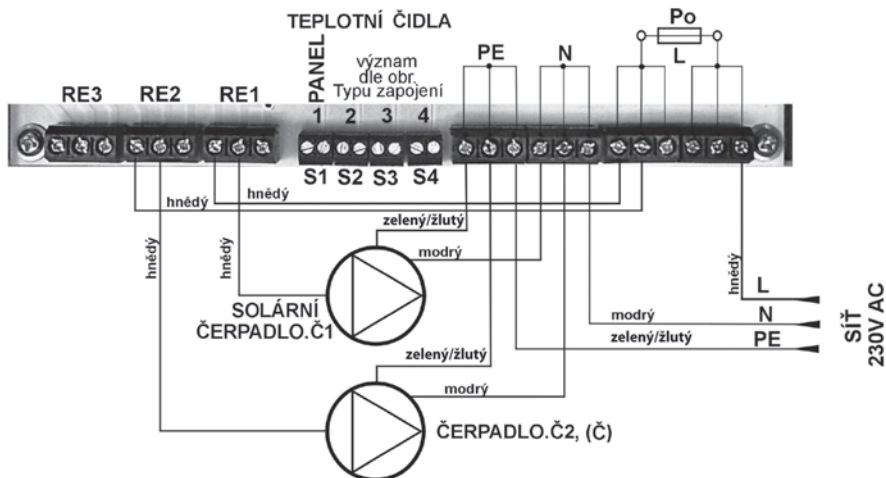 TEPLOTNÍ ČIDLA
Po
L
PE
N
PANEL
význam
dle obr.
Typu zapojení
RE3
RE2
RE1
1
2
3
4
S1
S2
S3
S4
hnědý
hnědý
zelený/žlutý
modrý
hnědý
hnědý
hnědý
SOLÁRNÍ
ČERPADLO.Č1
L
modrý
N
zelený/žlutý
PE
SÍŤ
230V AC
zelený/žlutý
modrý
ČERPADLO.Č2, (Č)